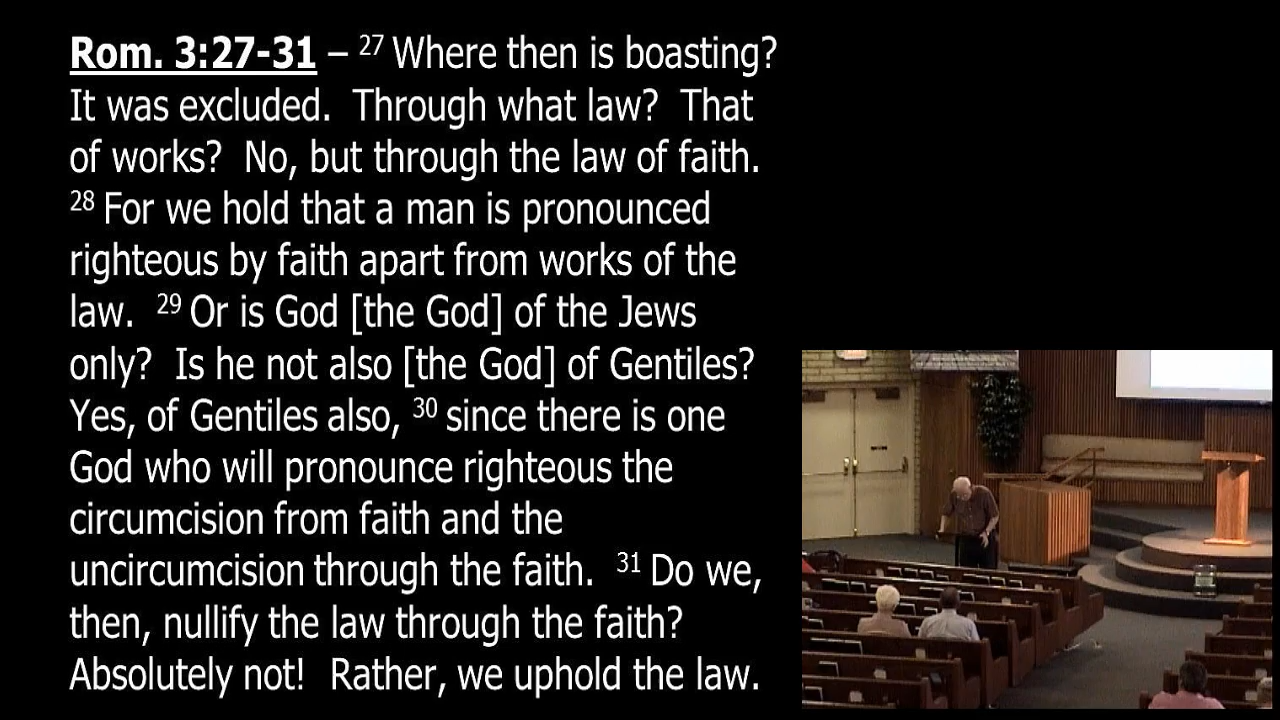 Rom. 3:27-31 – 27 Where then is boasting?
It was excluded.  Through what law?  That
of works?  No, but through the law of faith.
28 For we hold that a man is pronounced
righteous by faith apart from works of the
law.  29 Or is God [the God] of the Jews
only?  Is he not also [the God] of Gentiles?
Yes, of Gentiles also, 30 since there is one
God who will pronounce righteous the
circumcision from faith and the
uncircumcision through the faith.  31 Do we,
then, nullify the law through the faith?
Absolutely not!  Rather, we uphold the law.